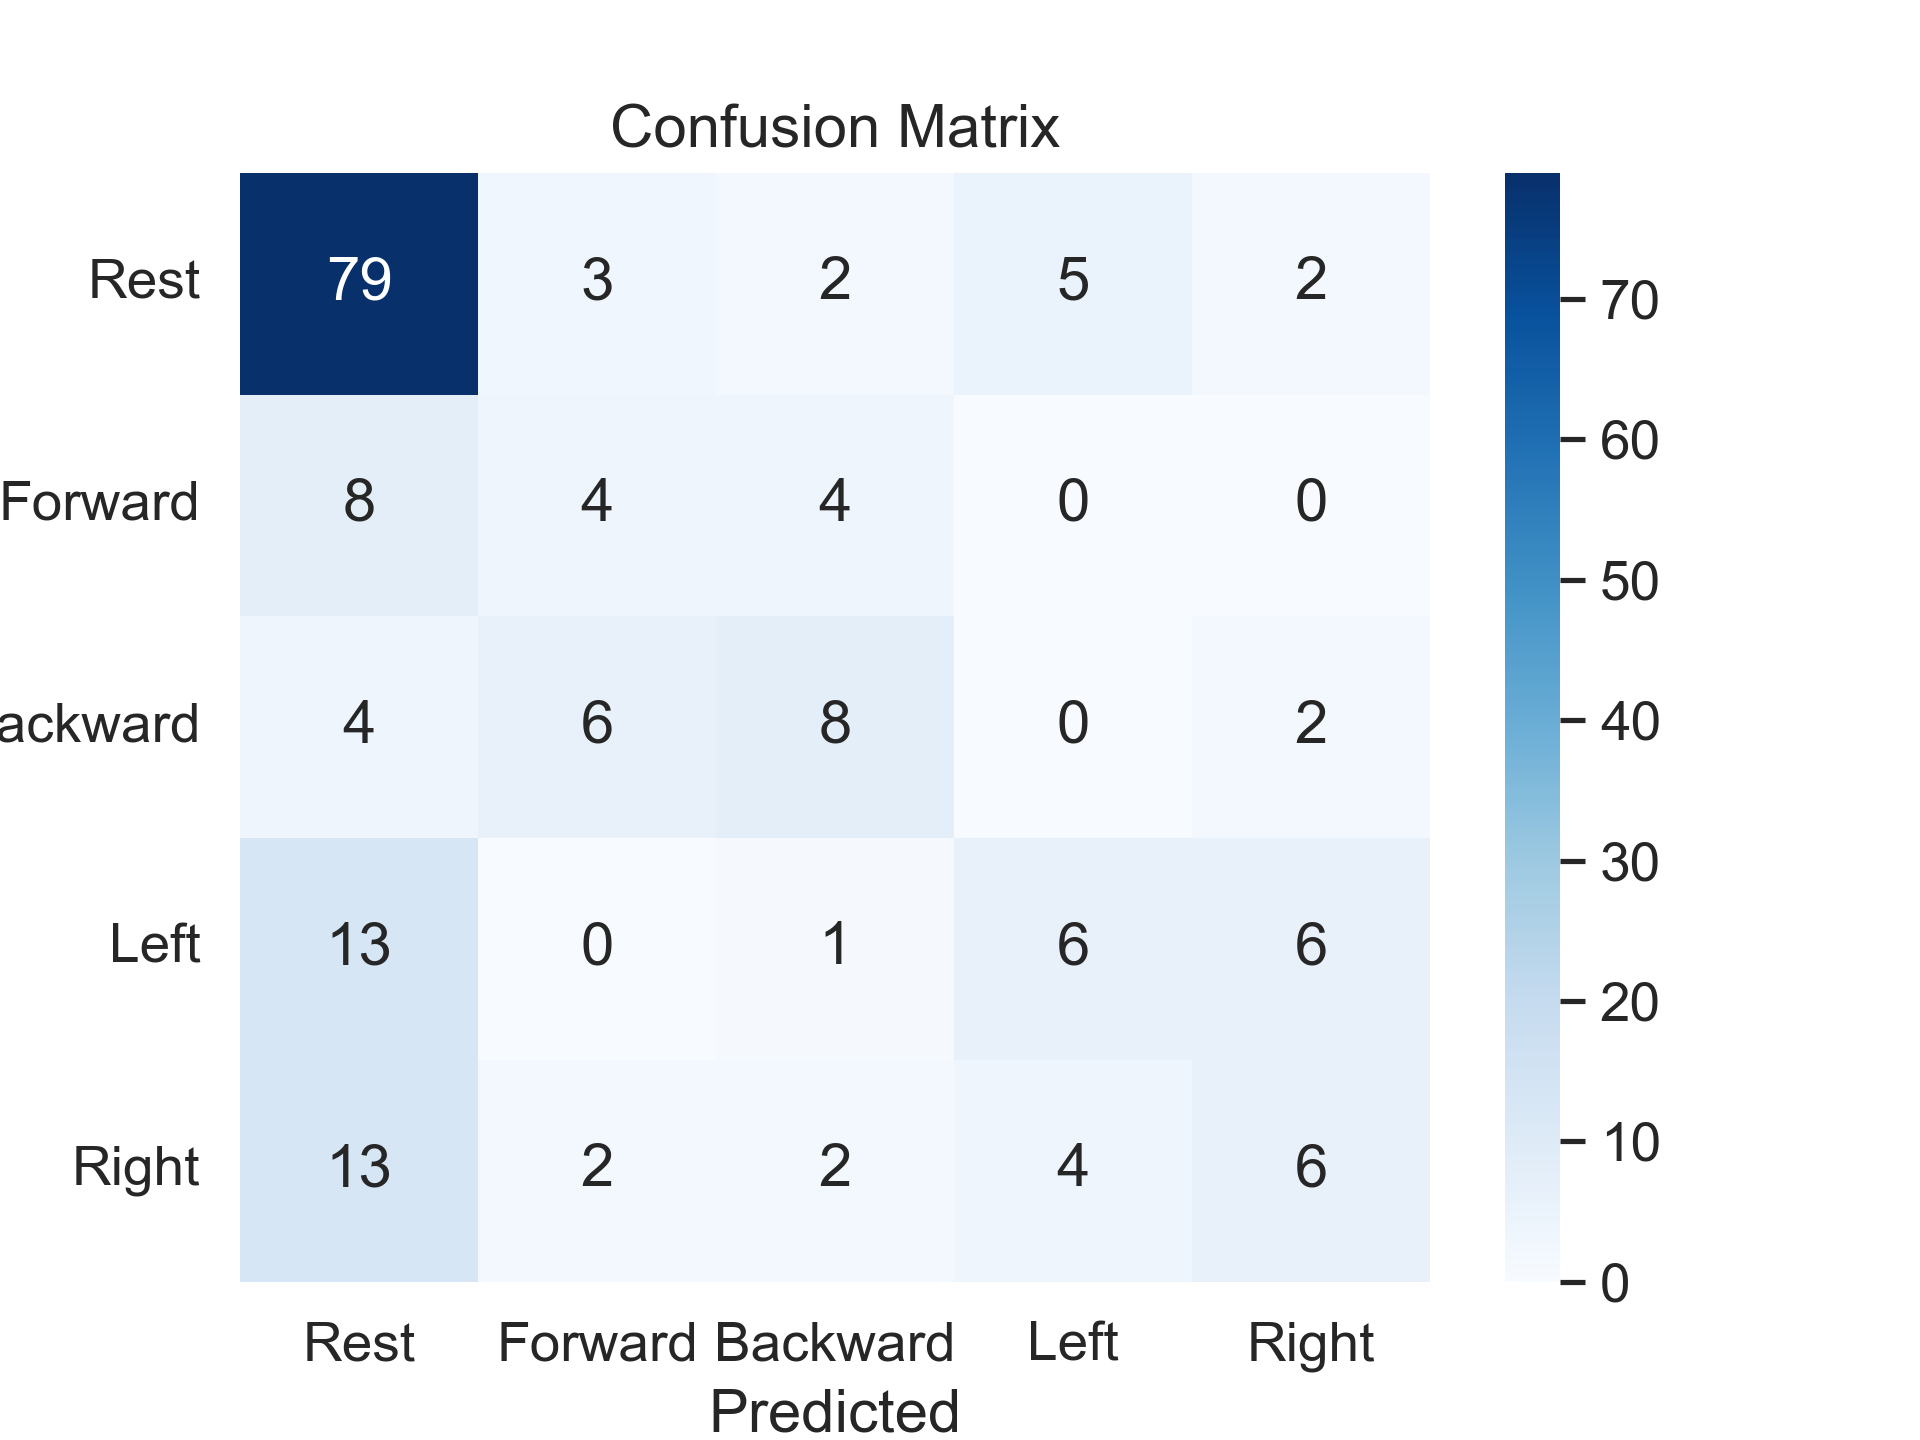 Confusion Matrix
Rest 79 3 2 5 2
Forward 8 4 4 0 0
ackward 4 6 8 0 2
Left 13 0 1 6 6
Right 13 2 2 4 6
Rest Forward Backward Left Right
Predicted
70
60
50
40
30
20
10
0